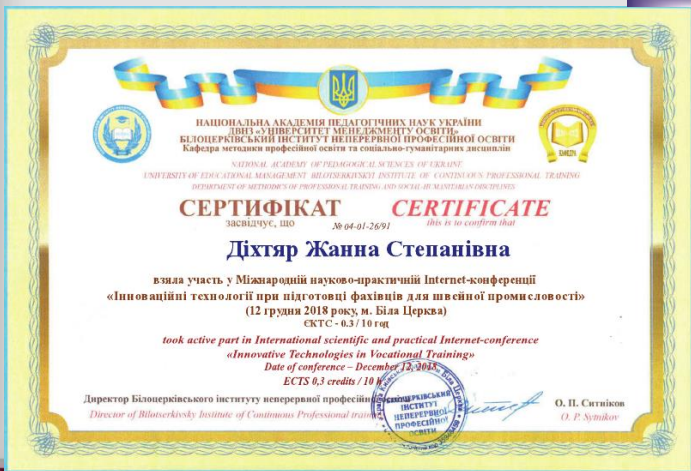 НАЦІОНАЛЬНА АКАДЕМІЯ ПЕДАГОГІЧНИХ НАУК УКРАЇНИ
ДВНЗ «УНІВЕРСИТЕТ МЕНЕДЖМЕНТУ ОСВІТИ»
БІЛОЦЕРКІВСЬКИЙ ІНСТИТУТ НЕПЕРЕРВНОЇ ПРОФЕСІЙНОЇ ОСВІТИ
Кафедра методики професійної освіти та соціально-гуманітарних дисциплін
NATIONAL ACADEMY OF PEDAGOGICAL SCIENCES OF UKRAINE
UNIVERSITY OF EDUCATIONAL MANAGEMENT BILOTSERKIVSKYI INSTITUTE OF CONTINUOUS PROFESSIONAL TRAINING
DEPARTMENT OF METHODICS OF PROFESSIONAL TRAINING AND SOCIAL-HUMANITARIAN DISCIPLINES
СЕРТИФІКАТ CERTIFICATE
засвідчує, що № 04-01-26/91 this is to confirm that
Діхтяр Жанна Степанівна
взяла участь у Міжнародній науково-практичній Internet-конференції
«Інноваційні технології при підготовці фахівців для швейної промисловості»
(12 грудня 2018 року, м. Біла Церква)
ЄКТС - 0.3 / 10 год
took active part in International scientific and practical Internet-conference
«Innovative Technologies in Vocational Training»
Date of conference – December 12, 2018
ECTS 0,3 credits / 10 h
Директор Білоцерківського інституту неперервної професійної О. П. Ситніков
Director of Bilotserkivsky Institute of Continuous Professional O. P. Sytnikov
БІЛОЦЕРКІВСЬКИЙ
ІНСТИТУТ
НЕПЕРЕРВНОЇ
ПРОФЕСІЙНОЇ
ОСВІТИ
КАФЕДРА